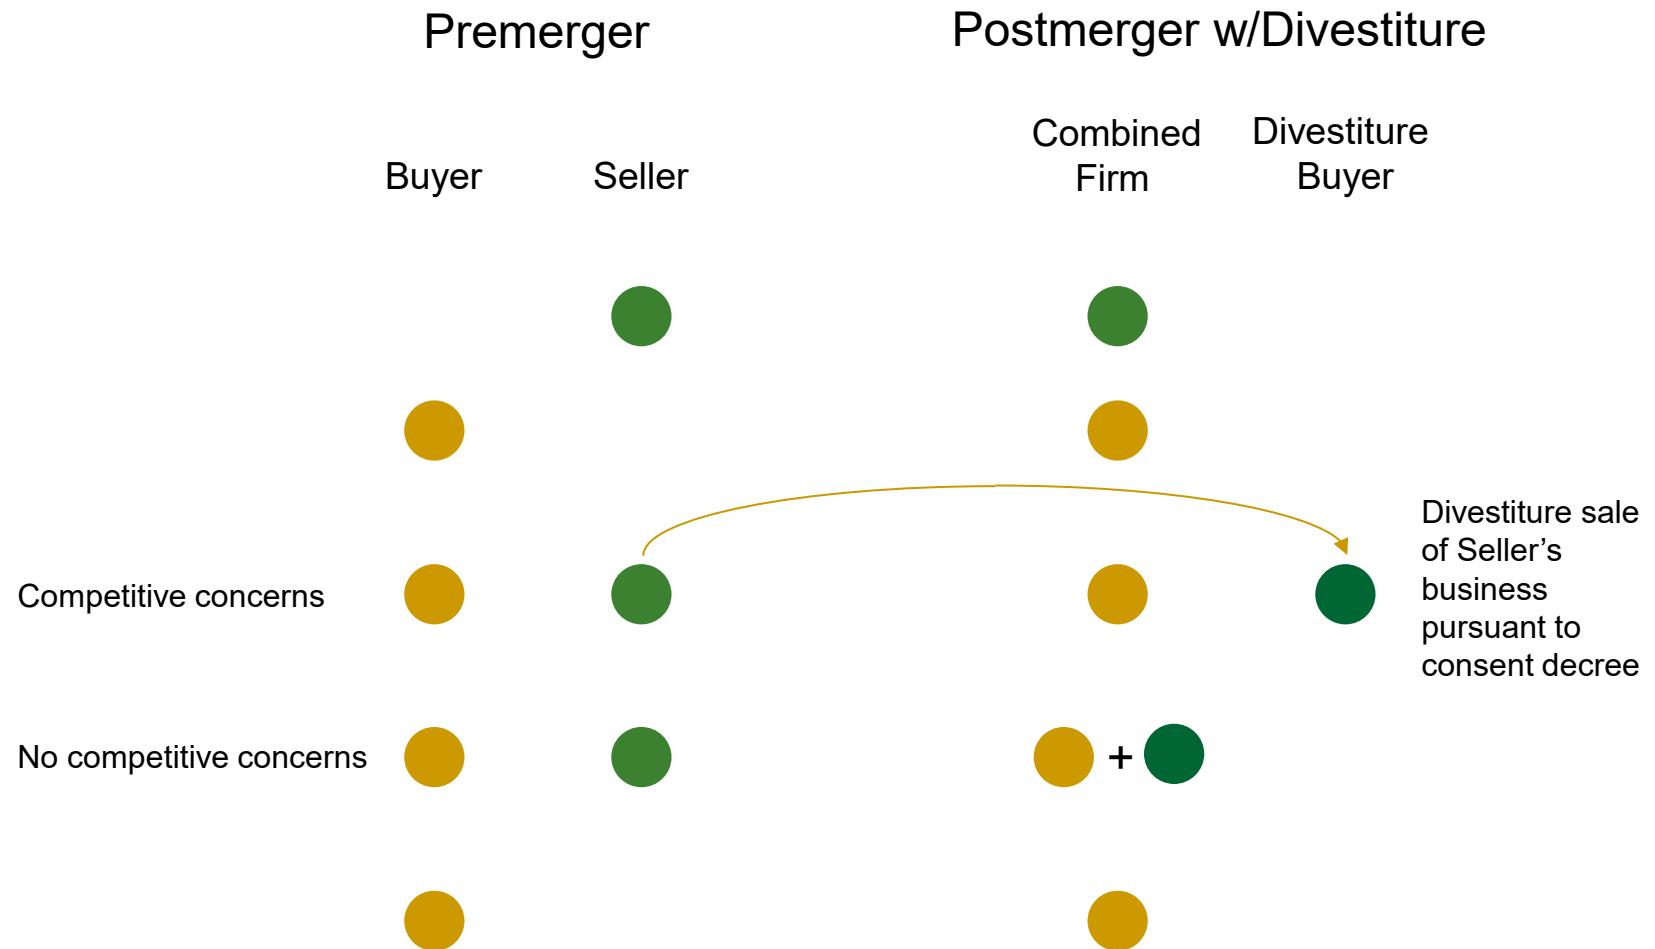 Premerger
Postmerger w/Divestiture
Buyer
Seller
Combined
Firm
Divestiture
Buyer
Competitive concerns
Divestiture sale
of Seller’s
business
pursuant to
consent decree
No competitive concerns
+